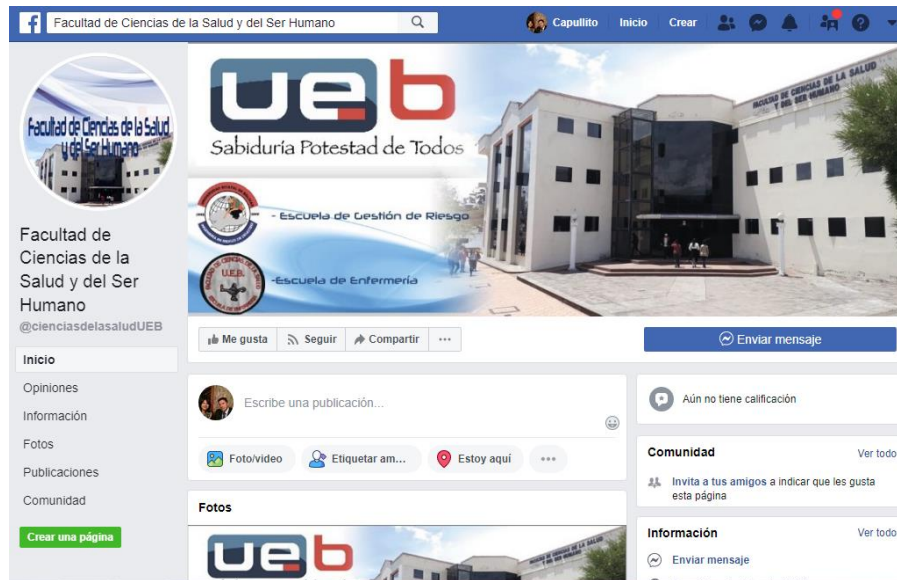 Facultad de Ciencias de la Salud y del Ser Humano
Capullito
Inicio
Crear
Facultad de Ciencias de la Salud
y del Ser Humano
Facultad de
Ciencias de la
Salud y del Ser
Humano
@cienciasdelasaludUEB
Inicio
Opiniones
Información
Fotos
Publicaciones
Comunidad
Crear una página
ueb
Sabiduría Potestad de Todos
- Escuela de Gestión de Riesgo
U.E.B.
-Escuela de Enfermería
FACULTAD DE CIENCIAS DE LA SALUD
Y DEL SER HUMANO
Me gusta
Seguir
Compartir
Enviar mensaje
Escribe una publicación...
Foto/video
Etiquetar am...
Estoy aquí
Fotos
ueb
Aún no tiene calificación
Comunidad
Ver todo
Invita a tus amigos a indicar que les gusta
esta página
Información
Ver todo
Enviar mensaje